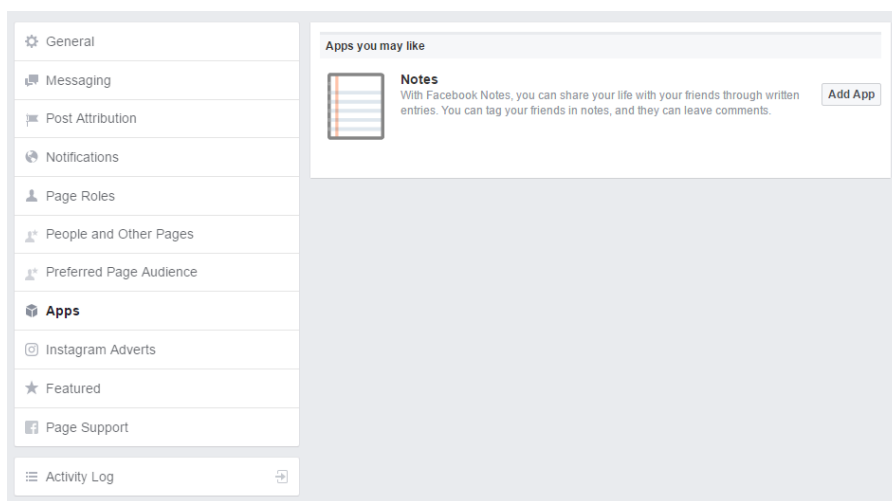 General
Messaging
Post Attribution
Notifications
Page Roles
People and Other Pages
Preferred Page Audience
Apps
Instagram Adverts
Featured
Page Support
Activity Log
Apps you may like
Notes
With Facebook Notes, you can share your life with your friends through written
entries. You can tag your friends in notes, and they can leave comments.
Add App